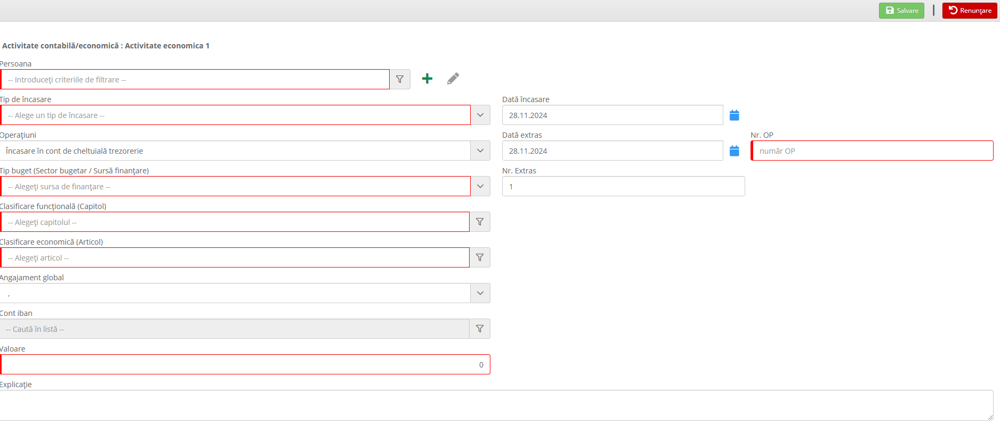 Salvare | Renunţare
Activitate contabilă/economică : Activitate economica 1
Persoana
-- Introduceţi criteriile de filtrare --
Tip de încasare
-- Alege un tip de încasare --
Dată încasare
28.11.2024
Operaţiuni
Încasare în cont de cheltuială trezorerie
Dată extras
28.11.2024
Nr. OP
număr OP
Tip buget (Sector bugetar / Sursă finanţare)
-- Alegeţi sursa de finanţare --
Nr. Extras
1
Clasificare funcţională (Capitol)
-- Alegeţi capitolul --
Clasificare economică (Articol)
-- Alegeţi articol --
Angajament global
,
Cont iban
-- Caută în listă --
Valoare
0
Explicaţie